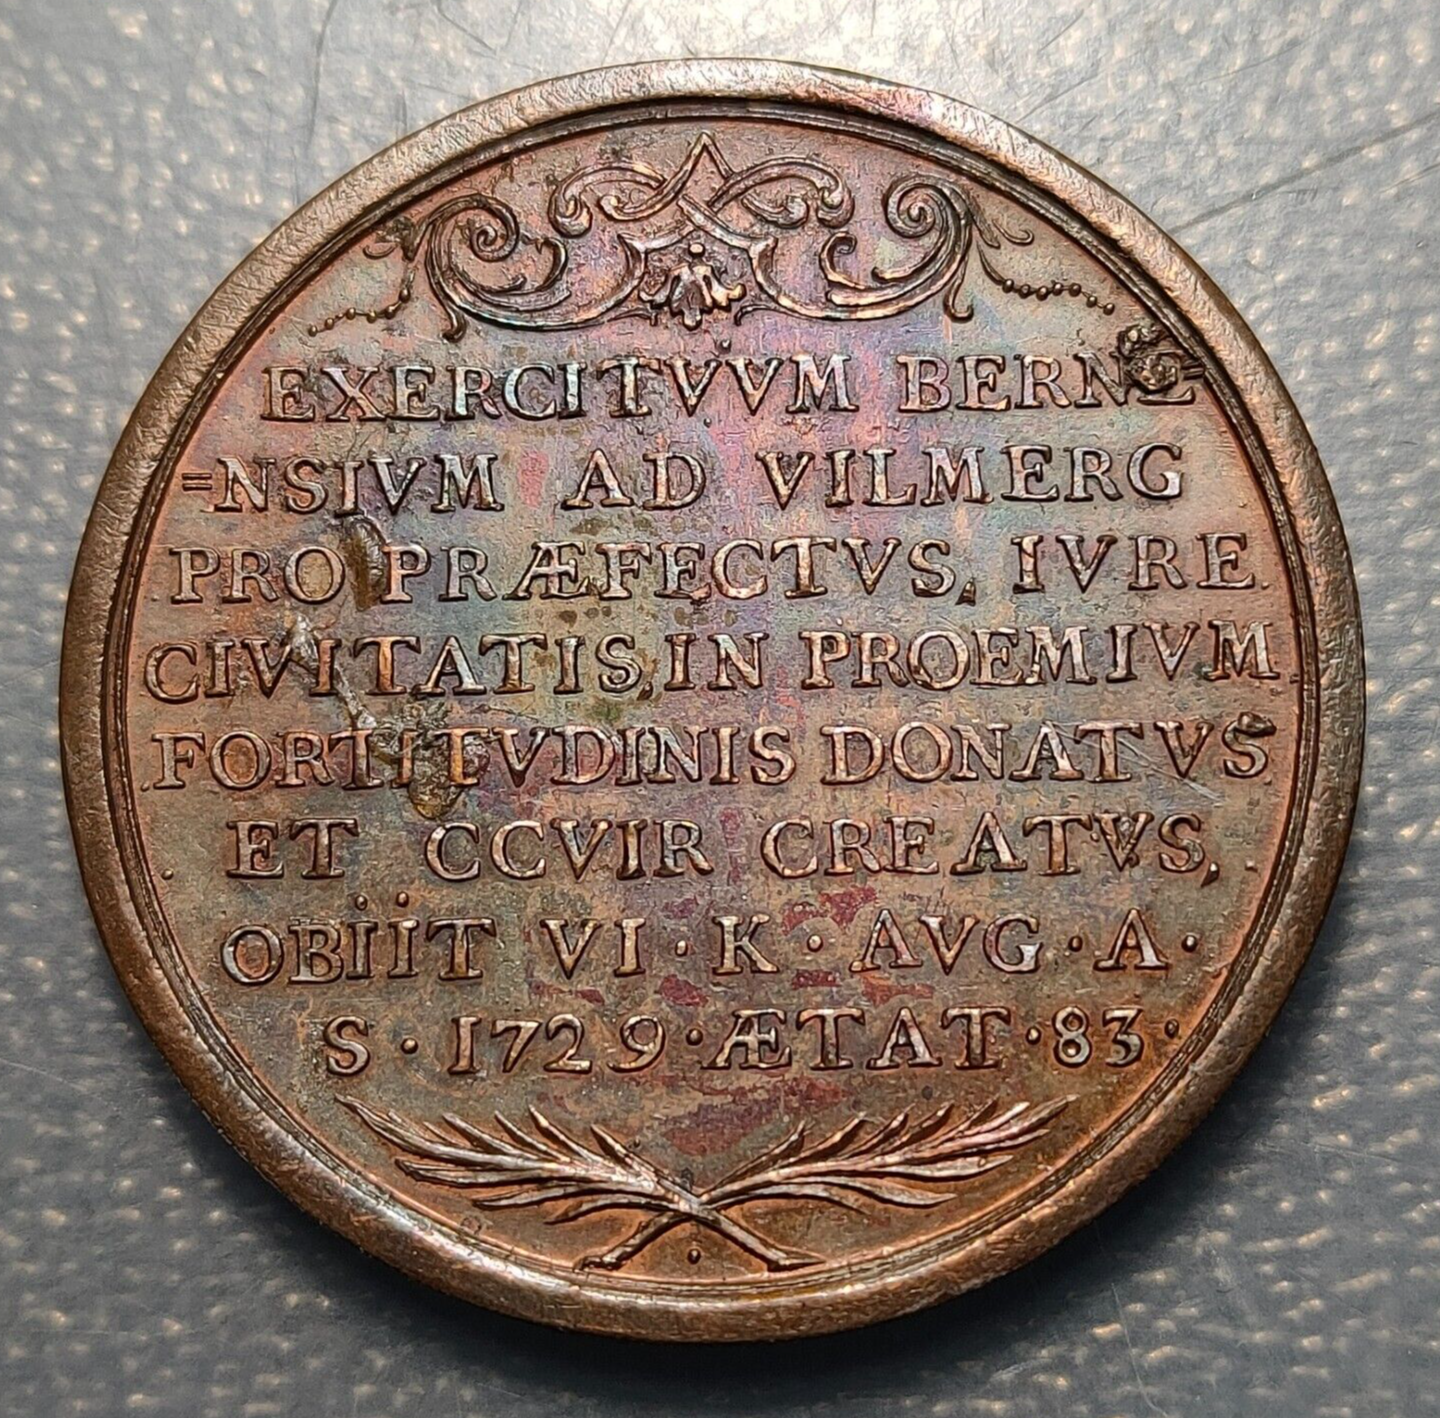 EXERCITVVM BERNE
=NSIVM AD VILMERG
PRO PRÆFECTVS, IVRE
CIVITATIS, IN PROEMIVM
FORTITVDINIS DONATVS
ET CCVIR CREATVS,
OBIIT VI · K · AVG · A ·
S · 1729 · ÆTAT · 83 ·